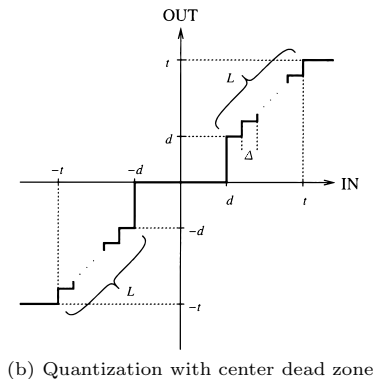 OUT
t
L
d
Δ
−t
−d
IN
d
t
−d
L
−t
(b) Quantization with center dead zone